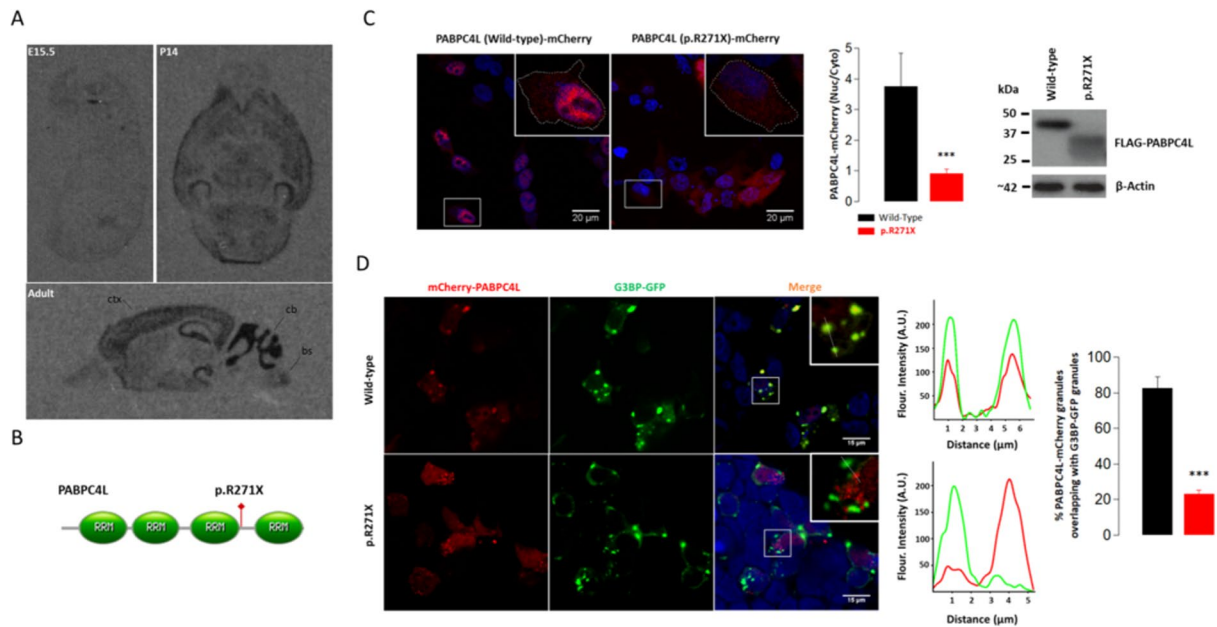 A
E15.5
P14
Adult
ctx
cb
bs
B
PABPC4L
p.R271X
RRM
RRM
RRM
RRM
C
PABPC4L (Wild-type)-mCherry
PABPC4L (p.R271X)-mCherry
20 µm
20 µm
PABPC4L-mCherry (Nuc/Cyto)
5
4
3
2
1
0
***
Wild-Type
p.R271X
kDa
Wild-type
p.R271X
50
37
25
FLAG-PABPC4L
~42
β-Actin
D
mCherry-PABPC4L
G3BP-GFP
Merge
Wild-type
p.R271X
15 µm
15 µm
Flour. Intensity (A.U.)
200
150
100
50
1 2 3 4 5 6
Distance (µm)
Flour. Intensity (A.U.)
200
150
100
50
1 2 3 4 5
Distance (µm)
% PABPC4L-mCherry granules
overlapping with G3BP-GFP granules
100
80
60
40
20
0
***